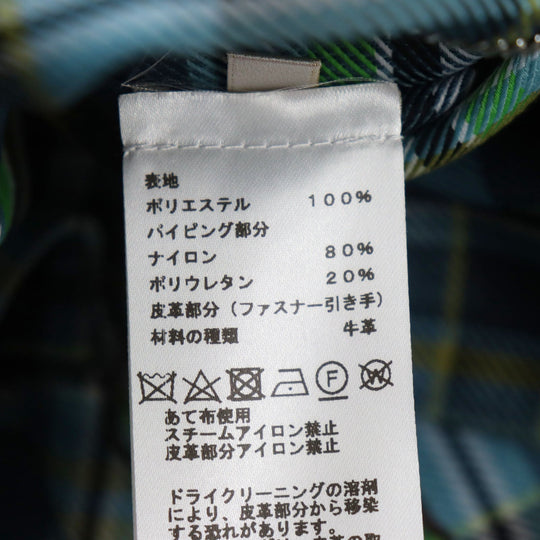 表地
ポリエステル　１００％
パイピング部分
ナイロン　８０％
ポリウレタン　２０％
皮革部分（ファスナー引き手）
材料の種類　牛革
F W
あて布使用
スチームアイロン禁止
皮革部分アイロン禁止
ドライクリーニングの溶剤
により、皮革部分から移染
する恐れがあります。